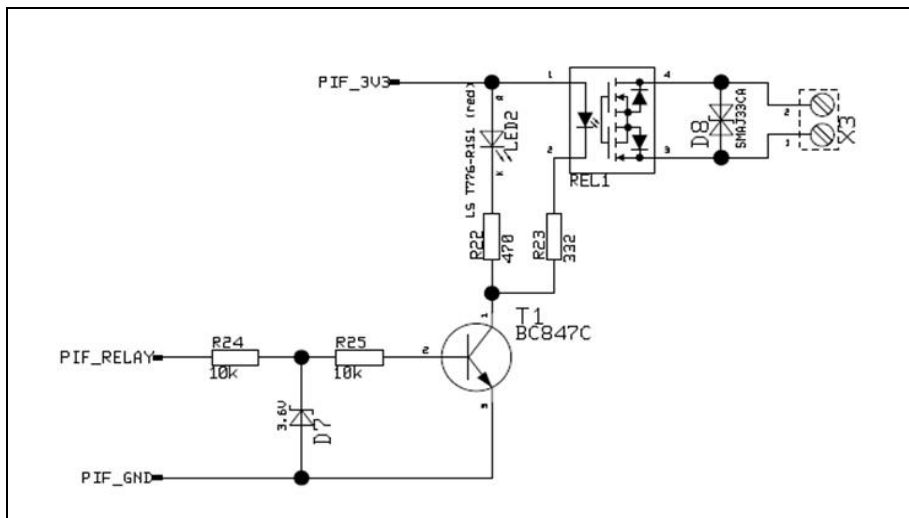 PIF_3V3
1
4
A
LS T776-R1S1 (red)
LED2
K
2
3
REL1
D8
SMAJ33CA
2
1
X3
R22
470
R23
332
1
T1
BC847C
PIF_RELAY
R24
10k
R25
10k
2
3
3.6V
D7
PIF_GND